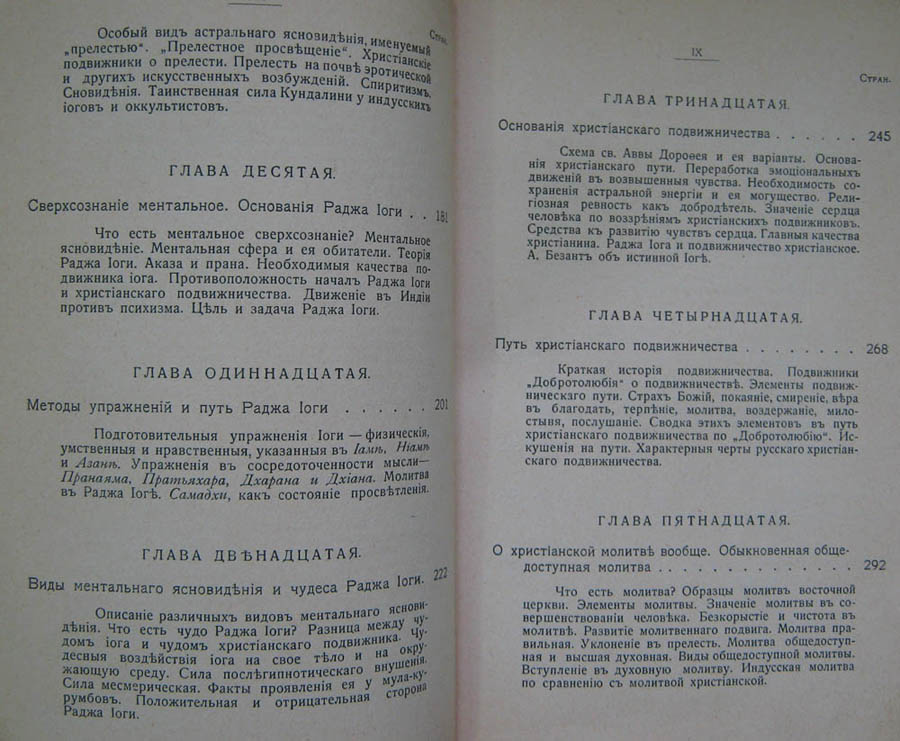 Стран.
Особый видъ астральнаго ясновидѣнія, именуемый
„прелестью“. „Прелестное просвѣщеніе“. Христіанскіе
подвижники о прелести. Прелесть на почвѣ эротической
и другихъ искусственныхъ возбужденій. Спиритизмъ.
Сновидѣнія. Таинственная сила Кундалини у индусскихъ
іоговъ и оккультистовъ.
ГЛАВА ДЕСЯТАЯ.
Сверхсознаніе ментальное. Основанія Раджа Іоги . . 181
Что есть ментальное сверхсознаніе? Ментальное
ясновидѣніе. Ментальная сфера и ея обитатели. Теорія
Раджа Іоги. Аказа и прана. Необходимыя качества по-
движника іога. Противоположность началъ Раджа Іоги
и христіанскаго подвижничества. Движеніе въ Индіи
противъ психизма. Цѣль и задача Раджа Іоги.
ГЛАВА ОДИННАДЦАТАЯ.
Методы упражненій и путь Раджа Іоги . . . . . . 201
Подготовительныя упражненія Іоги — физическія,
умственныя и нравственныя, указанныя въ Іамѣ, Ніамѣ
и Азанѣ. Упражненія въ сосредоточенности мысли—
Пранаяма, Пратьяхара, Дхарана и Дхіана. Молитва
въ Раджа Іогѣ. Самадхи, какъ состояніе просвѣтленія.
ГЛАВА ДВѢНАДЦАТАЯ.
Виды ментальнаго ясновидѣнія и чудеса Раджа Іоги. 222
Описаніе различныхъ видовъ ментальнаго яснови-
дѣнія. Что есть чудо Раджа Іоги? Разница между чу-
домъ іога и чудомъ христіанскаго подвижника. Чу-
десныя воздѣйствія іога на свое тѣло и на окру-
жающую среду. Сила послѣгипнотическаго внушенія.
Сила месмерическая. Факты проявленія ея у мула-ку-
румбовъ. Положительная и отрицательная сторона
Раджа Іоги.
IX
Стран.
ГЛАВА ТРИНАДЦАТАЯ.
Основанія христіанскаго подвижничества . . . . . . 245
Схема св. Аввы Доровея и ея варіанты. Основа-
нія христіанскаго пути. Переработка эмоціональныхъ
движеній въ возвышенныя чувства. Необходимость со-
храненія астральной энергіи и ея могущество. Рели-
гіозная ревность какъ добродѣтель. Значеніе сердца
человѣка по воззрѣніямъ христіанскихъ подвижниковъ.
Средства къ развитію чувствъ сердца. Главныя качества
христіанина. Раджа Іога и подвижничество христіанское.
А. Безантъ объ истинной Іогѣ.
ГЛАВА ЧЕТЫРНАДЦАТАЯ.
Путь христіанскаго подвижничества . . . . . . . . 268
Краткая исторія подвижничества. Подвижники
„Добротолюбія“ о подвижничествѣ. Элементы подвиж-
ническаго пути. Страхъ Божій, покаяніе, смиреніе, вѣра
въ благодать, терпѣніе, молитва, воздержаніе, мило-
стыня, послушаніе. Сводка этихъ элементовъ въ путь
христіанскаго подвижничества по „Добротолюбію“. Ис-
кушенія на пути. Характерныя черты русскаго христіан-
скаго подвижничества.
ГЛАВА ПЯТНАДЦАТАЯ.
О христіанской молитвѣ вообще. Обыкновенная обще-
доступная молитва . . . . . . . . . . . . . . 292
Что есть молитва? Образцы молитвъ восточной
церкви. Элементы молитвы. Значеніе молитвы въ со-
вершенствованіи человѣка. Безкорыстіе и чистота въ
молитвѣ. Развитіе молитвеннаго подвига. Молитва пра-
вильная. Уклоненіе въ прелесть. Молитва общедоступ-
ная и высшая духовная. Виды общедоступной молитвы.
Вступленіе въ духовную молитву. Индусская молитва
по сравненію съ молитвой христіанской.